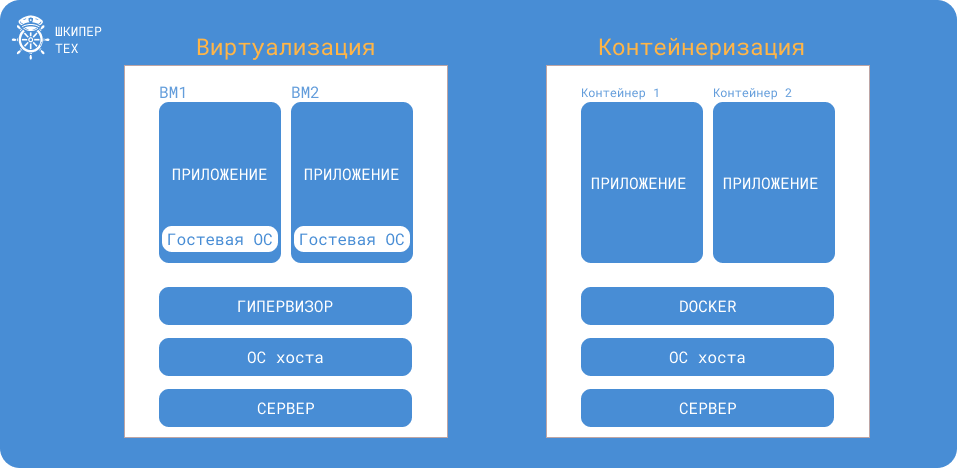 ШКИПЕР
ТЕХ
Виртуализация
ВМ1
ВМ2
ПРИЛОЖЕНИЕ
ПРИЛОЖЕНИЕ
Гостевая ОС
Гостевая ОС
ГИПЕРВИЗОР
ОС хоста
СЕРВЕР
Контейнеризация
Контейнер 1
Контейнер 2
ПРИЛОЖЕНИЕ
ПРИЛОЖЕНИЕ
DOCKER
ОС хоста
СЕРВЕР